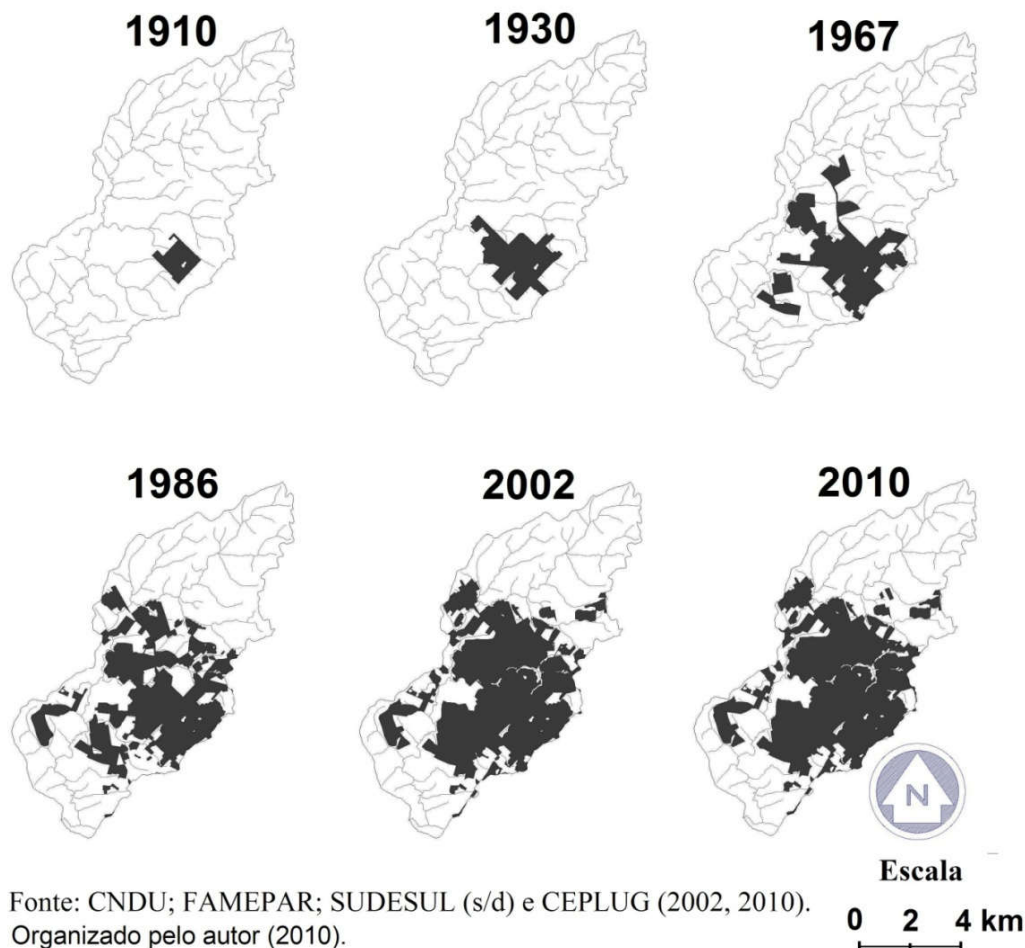 1910
1930
1967
1986
2002
2010
N
Escala
Fonte: CNDU; FAMEPAR; SUDESUL (s/d) e CEPLUG (2002, 2010).
0 2 4 km
Organizado pelo autor (2010).